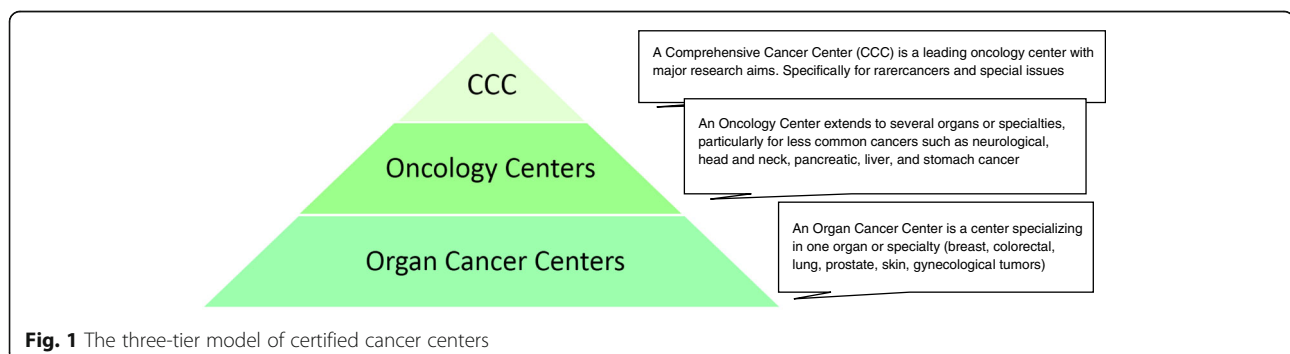 CCC
A Comprehensive Cancer Center (CCC) is a leading oncology center with
major research aims. Specifically for rarercancers and special issues
Oncology Centers
An Oncology Center extends to several organs or specialties,
particularly for less common cancers such as neurological,
head and neck, pancreatic, liver, and stomach cancer
Organ Cancer Centers
An Organ Cancer Center is a center specializing
in one organ or specialty (breast, colorectal,
lung, prostate, skin, gynecological tumors)
Fig. 1 The three-tier model of certified cancer centers